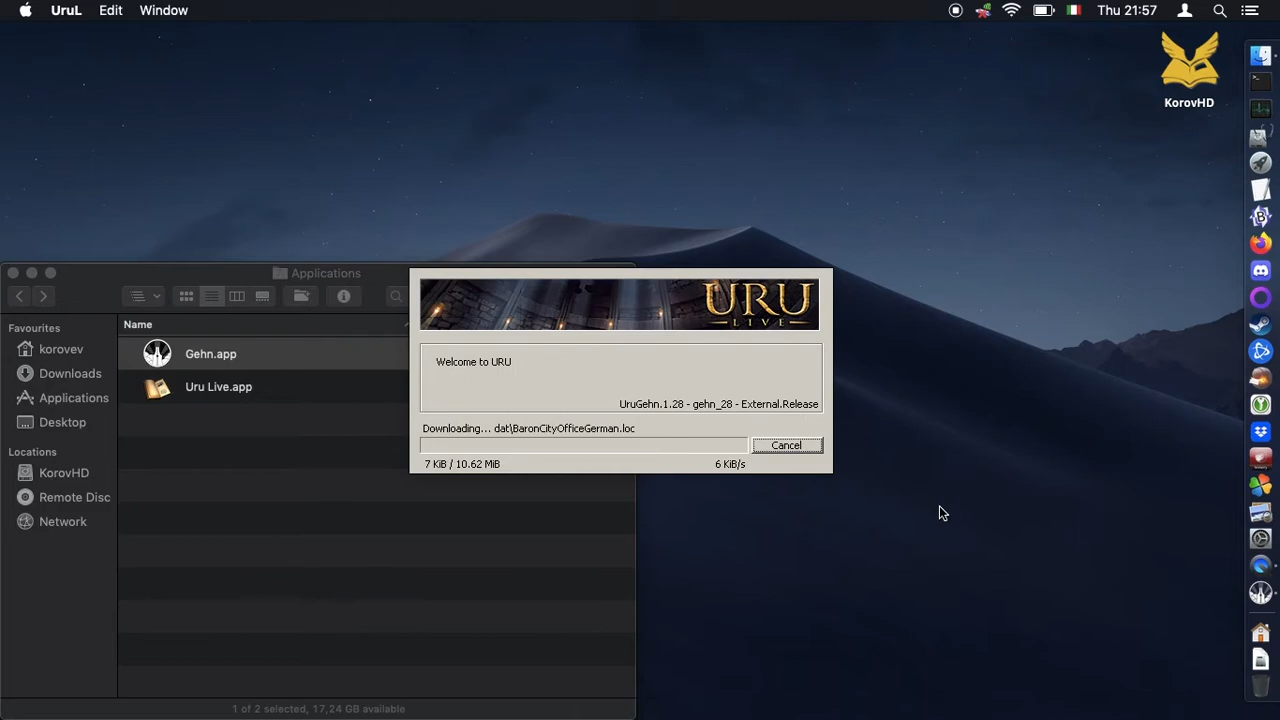 UruL Edit Window
Thu 21:57
KorovHD
Applications
Favourites
korovev
Downloads
Applications
Desktop
Locations
KorovHD
Remote Disc
Network
Name
Gehn.app
Uru Live.app
1 of 2 selected, 17,24 GB available
URU
LIVE
Welcome to URU
UruGehn.1.28 - gehn_28 - External.Release
Downloading... dat\BaronCityOfficeGerman.loc
Cancel
7 KiB / 10.62 MiB
6 KiB/s